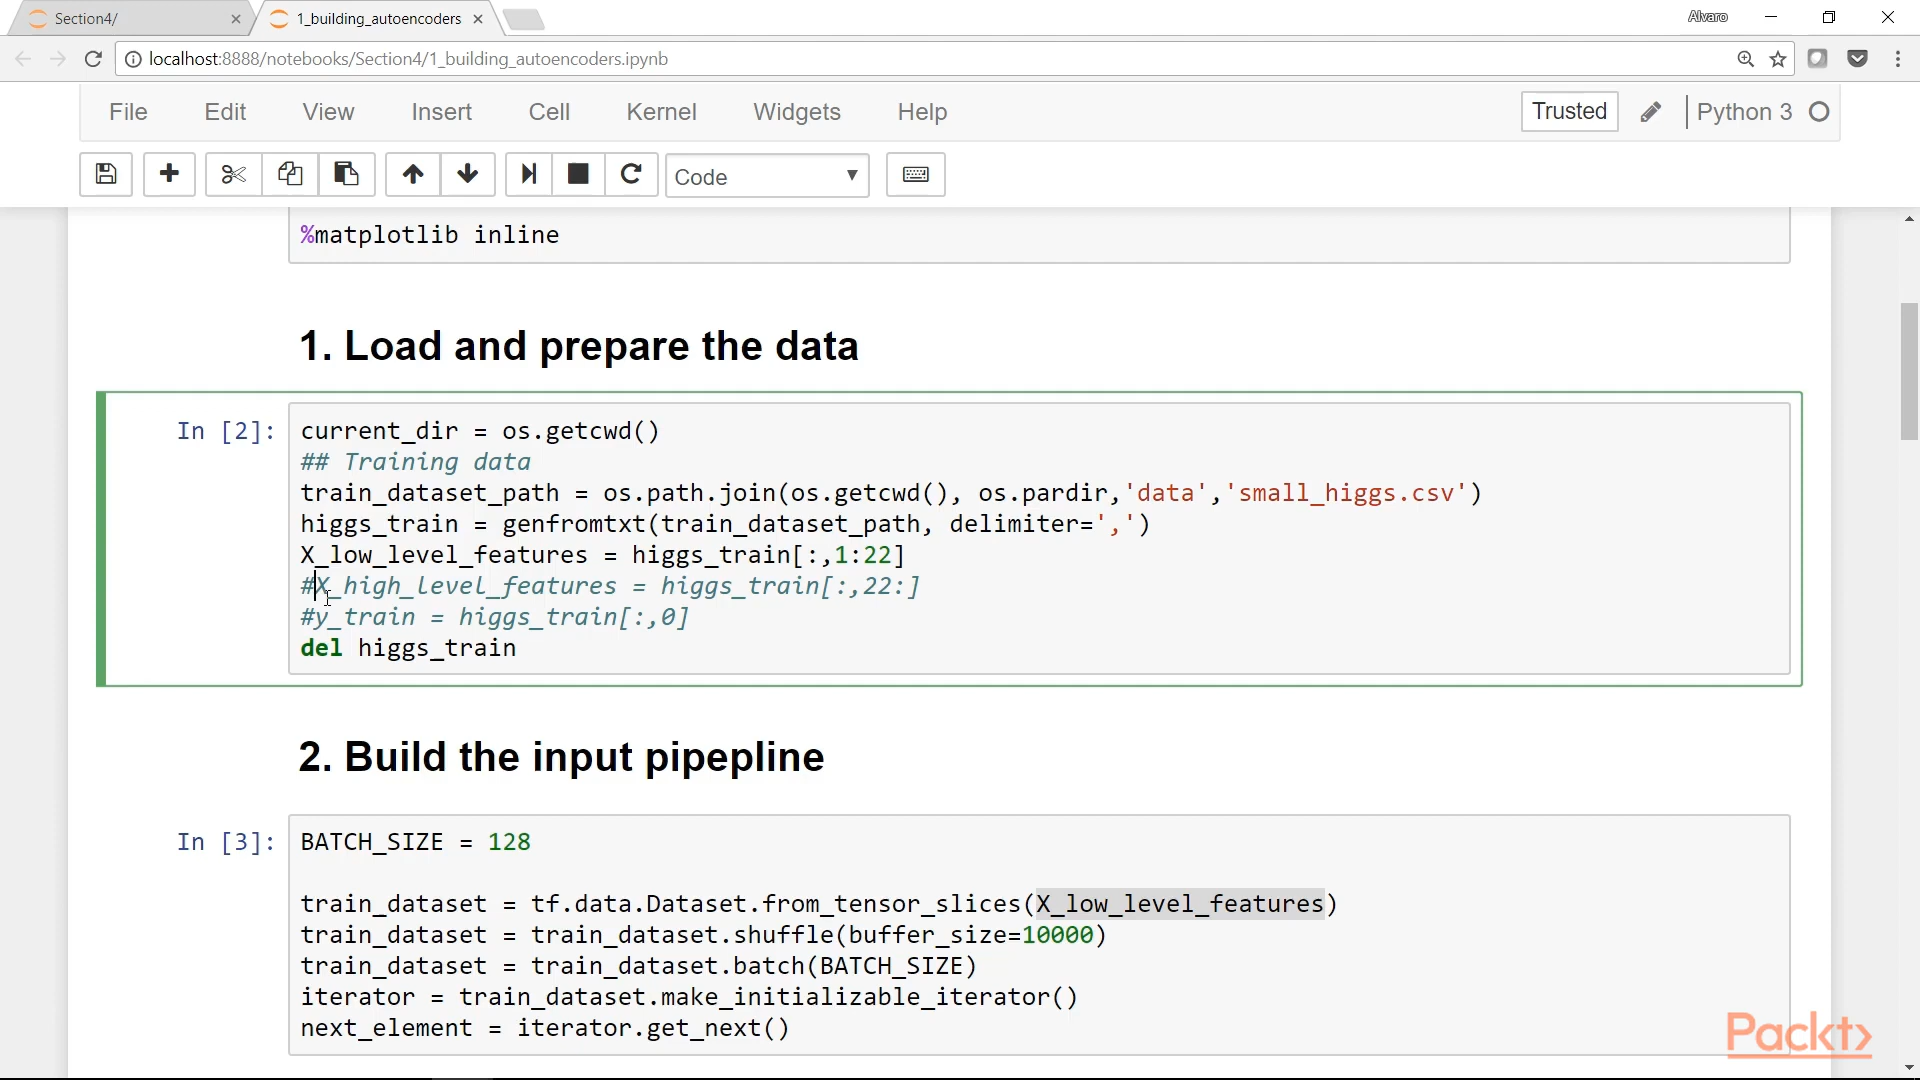 Section4/
1_building_autoencoders
Alvaro
localhost:8888/notebooks/Section4/1_building_autoencoders.ipynb
File Edit View Insert Cell Kernel Widgets Help Trusted Python 3
Code
%matplotlib inline
1. Load and prepare the data
In [2]: current_dir = os.getcwd()
## Training data
train_dataset_path = os.path.join(os.getcwd(), os.pardir,'data','small_higgs.csv')
higgs_train = genfromtxt(train_dataset_path, delimiter=',')
X_low_level_features = higgs_train[:,1:22]
#X_high_level_features = higgs_train[:,22:]
#y_train = higgs_train[:,0]
del higgs_train
2. Build the input pipepline
In [3]: BATCH_SIZE = 128
train_dataset = tf.data.Dataset.from_tensor_slices(X_low_level_features)
train_dataset = train_dataset.shuffle(buffer_size=10000)
train_dataset = train_dataset.batch(BATCH_SIZE)
iterator = train_dataset.make_initializable_iterator()
next_element = iterator.get_next()
Packt>